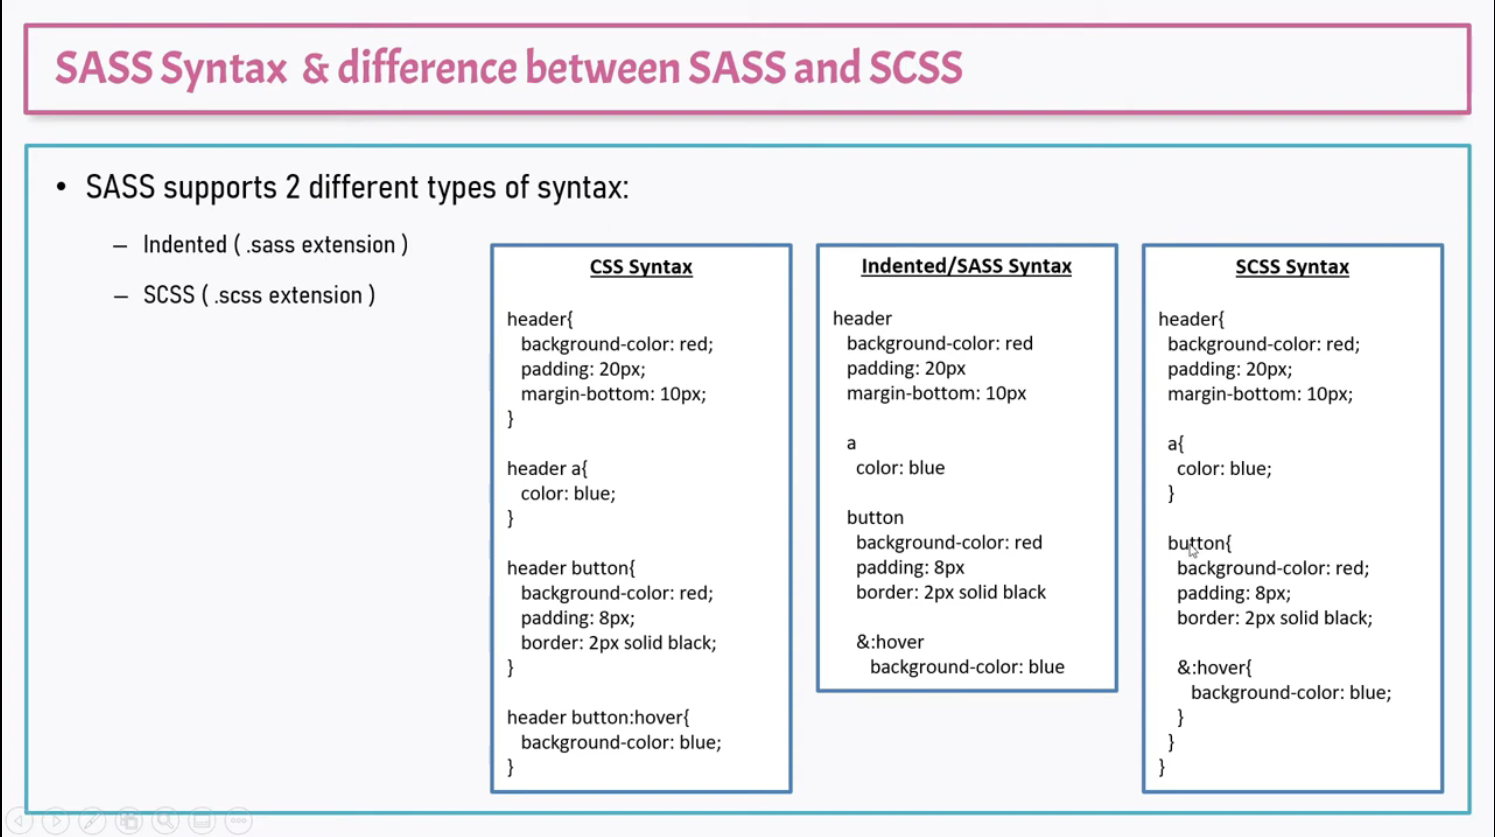 SASS Syntax & difference between SASS and SCSS
• SASS supports 2 different types of syntax:
– Indented ( .sass extension )
– SCSS ( .scss extension )
CSS Syntax
header{
background-color: red;
padding: 20px;
margin-bottom: 10px;
}
header a{
color: blue;
}
header button{
background-color: red;
padding: 8px;
border: 2px solid black;
}
header button:hover{
background-color: blue;
}
Indented/SASS Syntax
header
background-color: red
padding: 20px
margin-bottom: 10px
a
color: blue
button
background-color: red
padding: 8px
border: 2px solid black
&:hover
background-color: blue
SCSS Syntax
header{
background-color: red;
padding: 20px;
margin-bottom: 10px;
a{
color: blue;
}
button{
background-color: red;
padding: 8px;
border: 2px solid black;
&:hover{
background-color: blue;
}
}
}